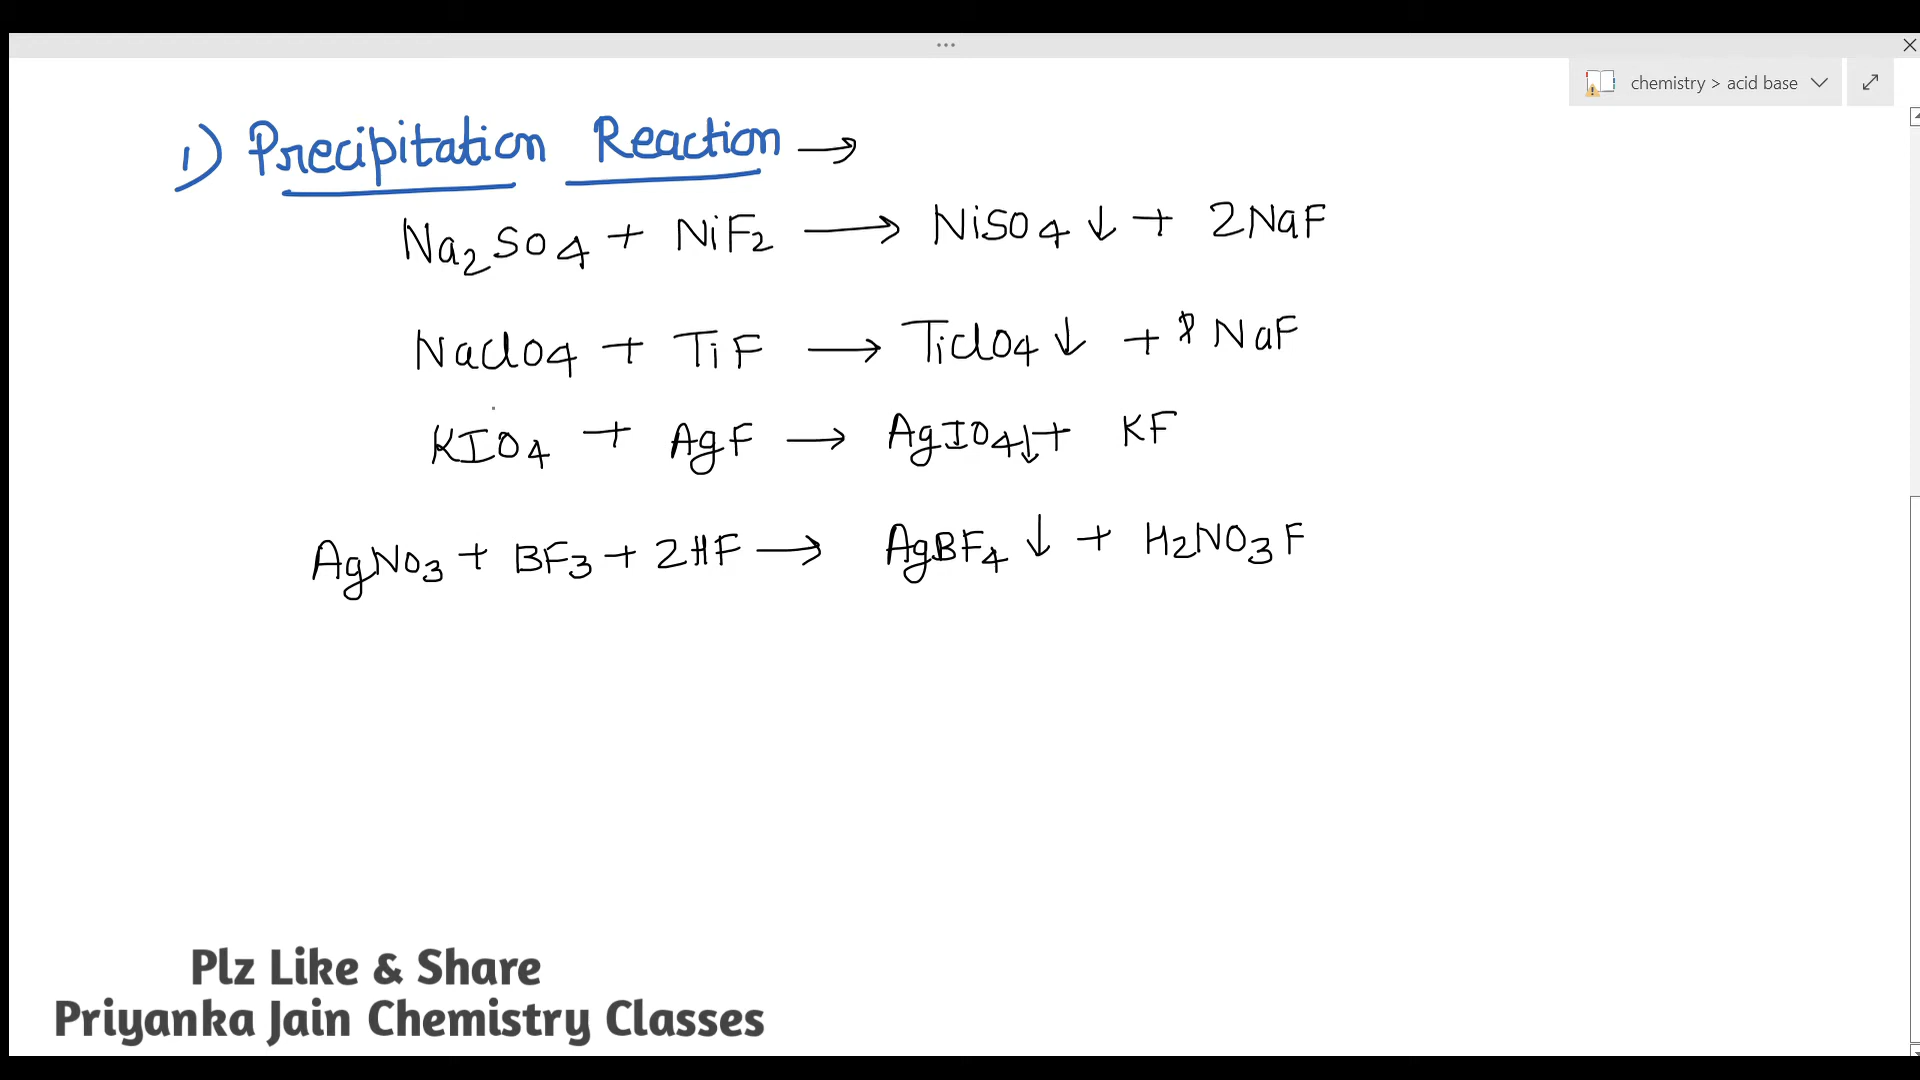 ...
chemistry > acid base
1) Precipitation Reaction →
Na₂SO₄ + NiF₂ → NiSO₄ ↓ + 2NaF
NaClO₄ + TiF → TiClO₄ ↓ + NaF
KIO₄ + AgF → AgIO₄ ↓ + KF
AgNO₃ + BF₃ + 2HF → AgBF₄ ↓ + H₂NO₃F
Plz Like & Share
Priyanka Jain Chemistry Classes